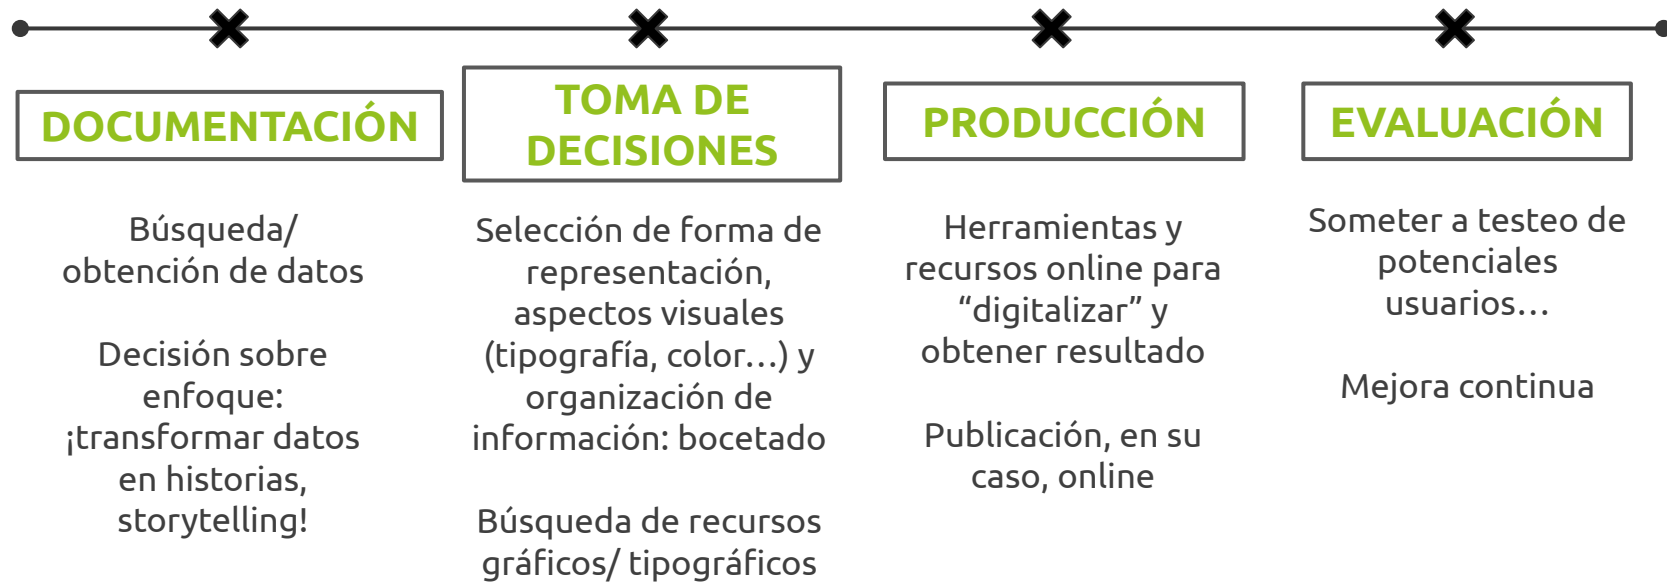 DOCUMENTACIÓN
Búsqueda/
obtención de datos
Decisión sobre
enfoque:
¡transformar datos
en historias,
storytelling!
TOMA DE
DECISIONES
Selección de forma de
representación,
aspectos visuales
(tipografía, color...) y
organización de
información: bocetado
Búsqueda de recursos
gráficos/ tipográficos
PRODUCCIÓN
Herramientas y
recursos online para
“digitalizar” y
obtener resultado
Publicación, en su
caso, online
EVALUACIÓN
Someter a testeo de
potenciales
usuarios...
Mejora continua